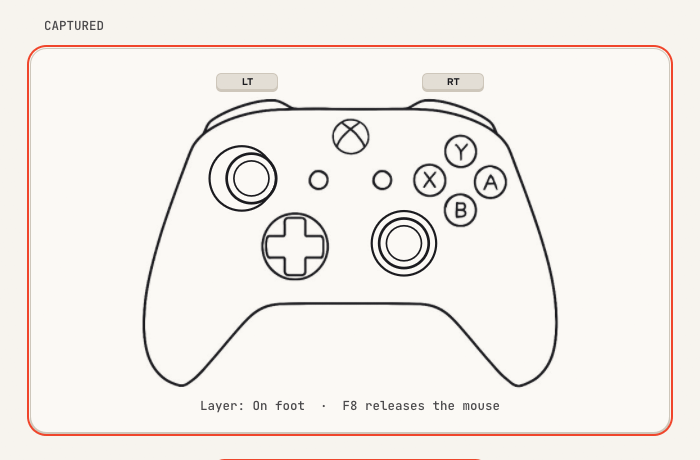 CAPTURED
LT
RT
Y
X
A
B
Layer: On foot · F8 releases the mouse